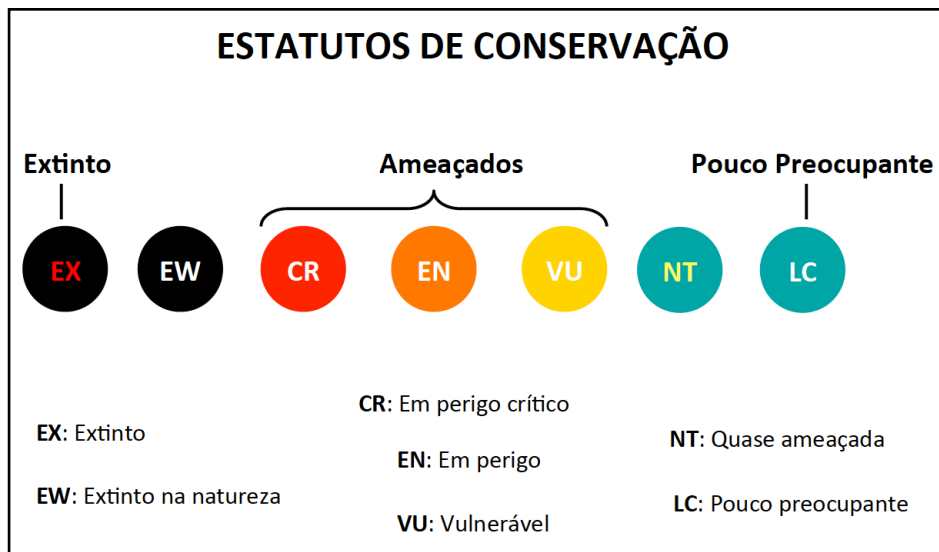 ESTATUTOS DE CONSERVAÇÃO
Extinto
Ameaçados
Pouco Preocupante
EX
EW
CR
EN
VU
NT
LC
EX: Extinto
EW: Extinto na natureza
CR: Em perigo crítico
EN: Em perigo
VU: Vulnerável
NT: Quase ameaçada
LC: Pouco preocupante